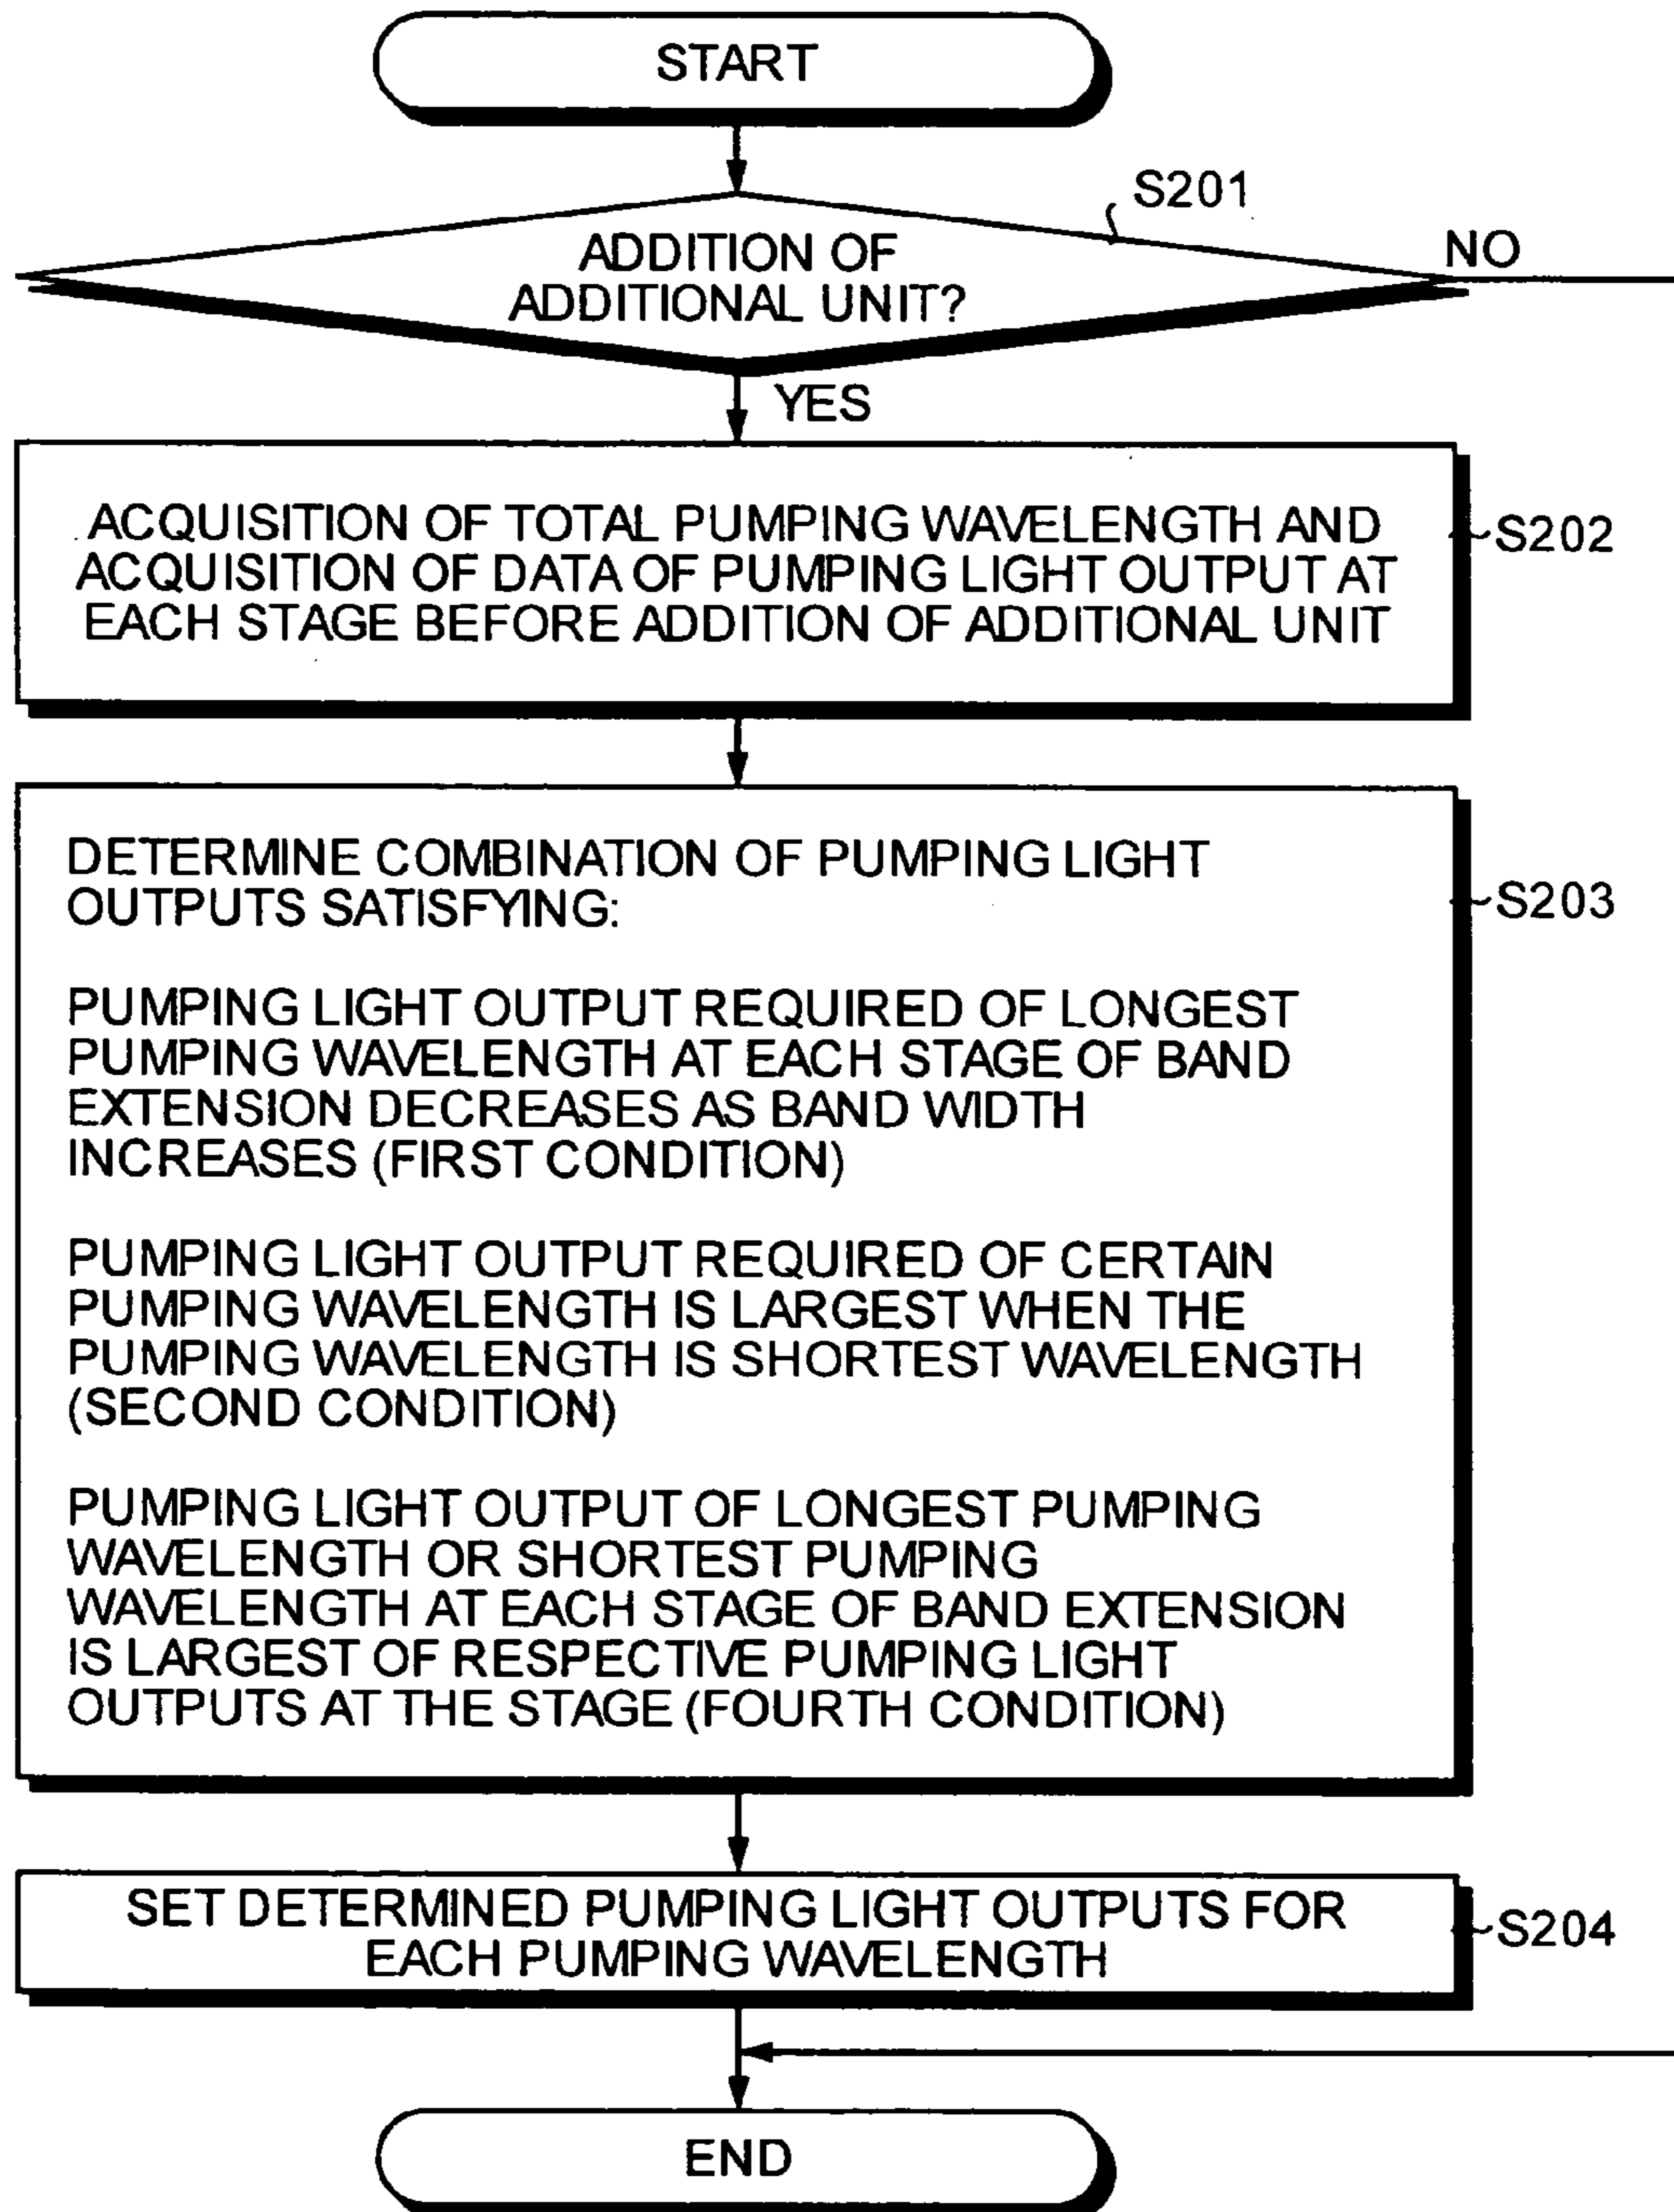 START
S201
ADDITION OF
ADDITIONAL UNIT?
NO
YES
ACQUISITION OF TOTAL PUMPING WAVELENGTH AND
ACQUISITION OF DATA OF PUMPING LIGHT OUTPUT AT
EACH STAGE BEFORE ADDITION OF ADDITIONAL UNIT
S202
DETERMINE COMBINATION OF PUMPING LIGHT
OUTPUTS SATISFYING:
S203
PUMPING LIGHT OUTPUT REQUIRED OF LONGEST
PUMPING WAVELENGTH AT EACH STAGE OF BAND
EXTENSION DECREASES AS BAND WIDTH
INCREASES (FIRST CONDITION)
PUMPING LIGHT OUTPUT REQUIRED OF CERTAIN
PUMPING WAVELENGTH IS LARGEST WHEN THE
PUMPING WAVELENGTH IS SHORTEST WAVELENGTH
(SECOND CONDITION)
PUMPING LIGHT OUTPUT OF LONGEST PUMPING
WAVELENGTH OR SHORTEST PUMPING
WAVELENGTH AT EACH STAGE OF BAND EXTENSION
IS LARGEST OF RESPECTIVE PUMPING LIGHT
OUTPUTS AT THE STAGE (FOURTH CONDITION)
SET DETERMINED PUMPING LIGHT OUTPUTS FOR
EACH PUMPING WAVELENGTH
S204
END